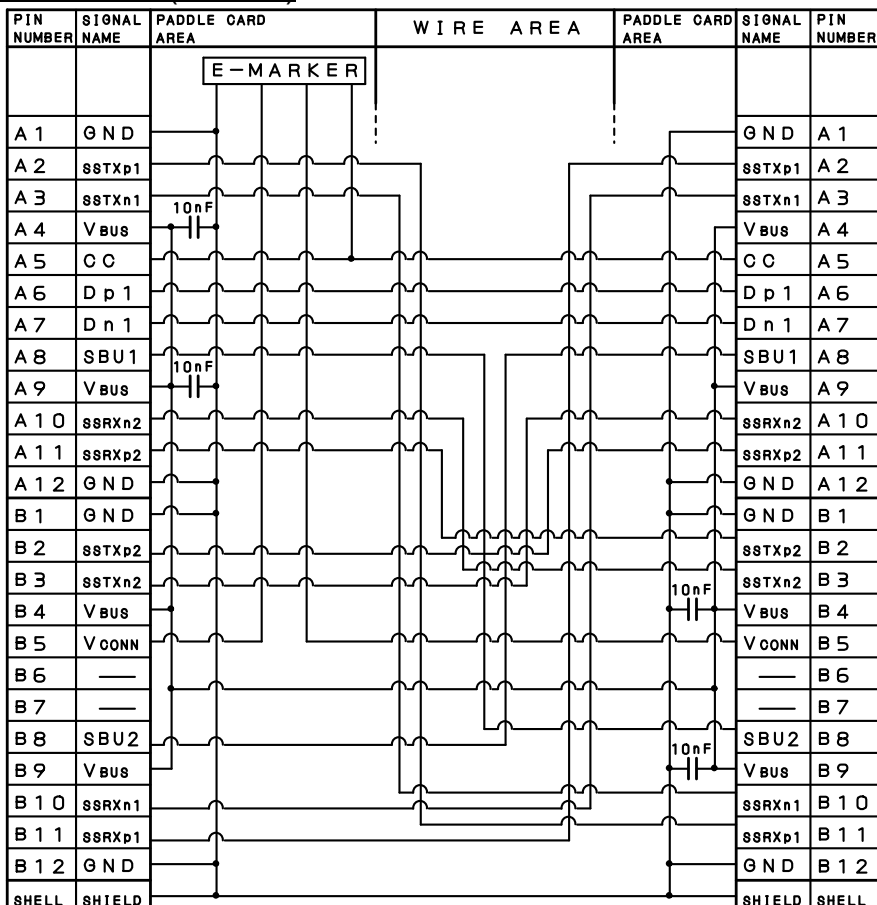 PIN NUMBER SIGNAL NAME PADDLE CARD AREA WIRE AREA PADDLE CARD AREA SIGNAL NAME PIN NUMBER
E-MARKER
A1 GND GND A1
A2 SSTXp1 SSTXp1 A2
A3 SSTXn1 SSTXn1 A3
10nF
A4 VBUS VBUS A4
A5 CC CC A5
A6 Dp1 Dp1 A6
A7 Dn1 Dn1 A7
A8 SBU1 SBU1 A8
10nF
A9 VBUS VBUS A9
A10 SSRXn2 SSRXn2 A10
A11 SSRXp2 SSRXp2 A11
A12 GND GND A12
B1 GND GND B1
B2 SSTXp2 SSTXp2 B2
B3 SSTXn2 SSTXn2 B3
10nF
B4 VBUS VBUS B4
B5 VCONN VCONN B5
B6 — — B6
B7 — — B7
B8 SBU2 SBU2 B8
10nF
B9 VBUS VBUS B9
B10 SSRXn1 SSRXn1 B10
B11 SSRXp1 SSRXp1 B11
B12 GND GND B12
SHELL SHIELD SHIELD SHELL